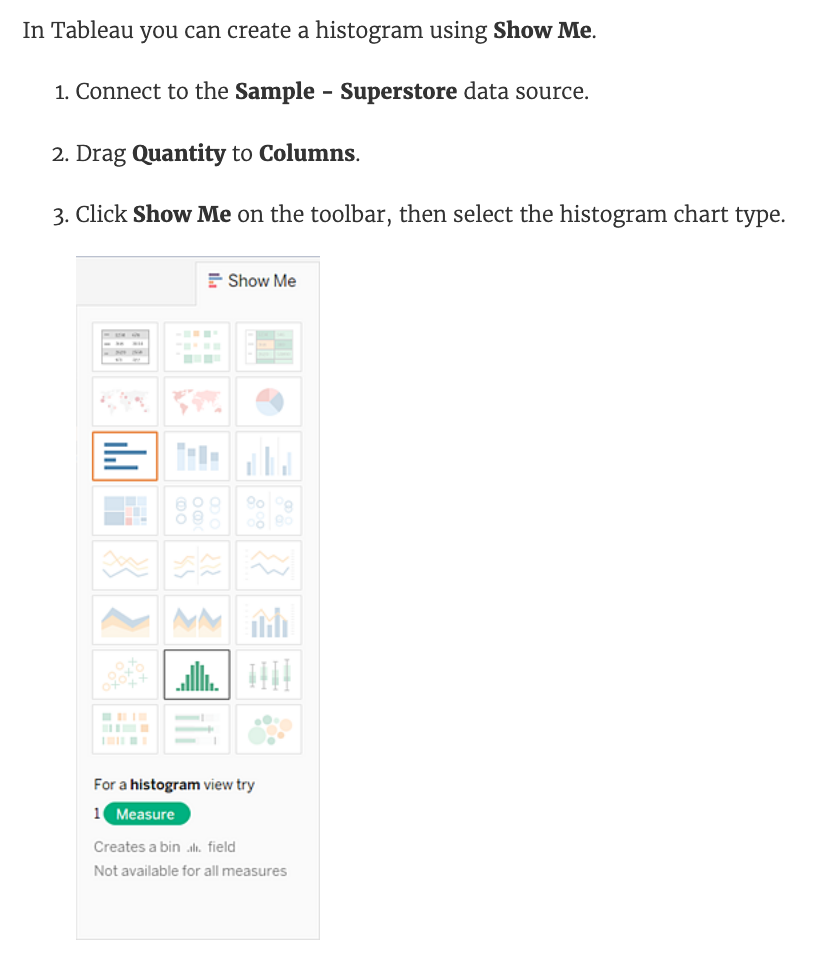 In Tableau you can create a histogram using Show Me.
1. Connect to the Sample - Superstore data source.
2. Drag Quantity to Columns.
3. Click Show Me on the toolbar, then select the histogram chart type.
Show Me
For a histogram view try
1 Measure
Creates a bin field
Not available for all measures